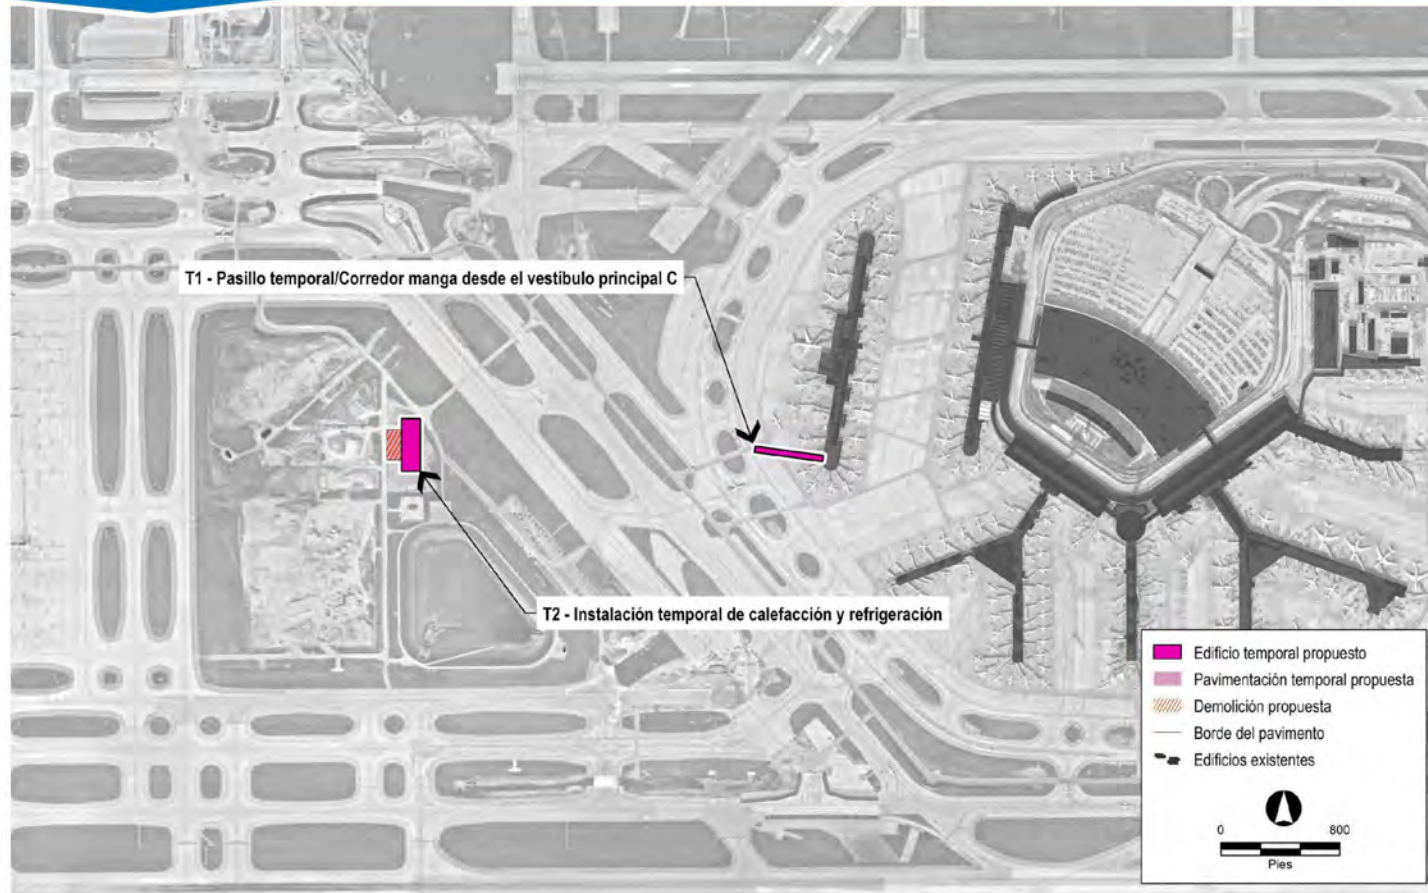 T1 - Pasillo temporal/Corredor manga desde el vestíbulo principal C
T2 - Instalación temporal de calefacción y refrigeración
Edificio temporal propuesto
Pavimentación temporal propuesta
Demolición propuesta
Borde del pavimento
Edificios existentes
0 800
Pies